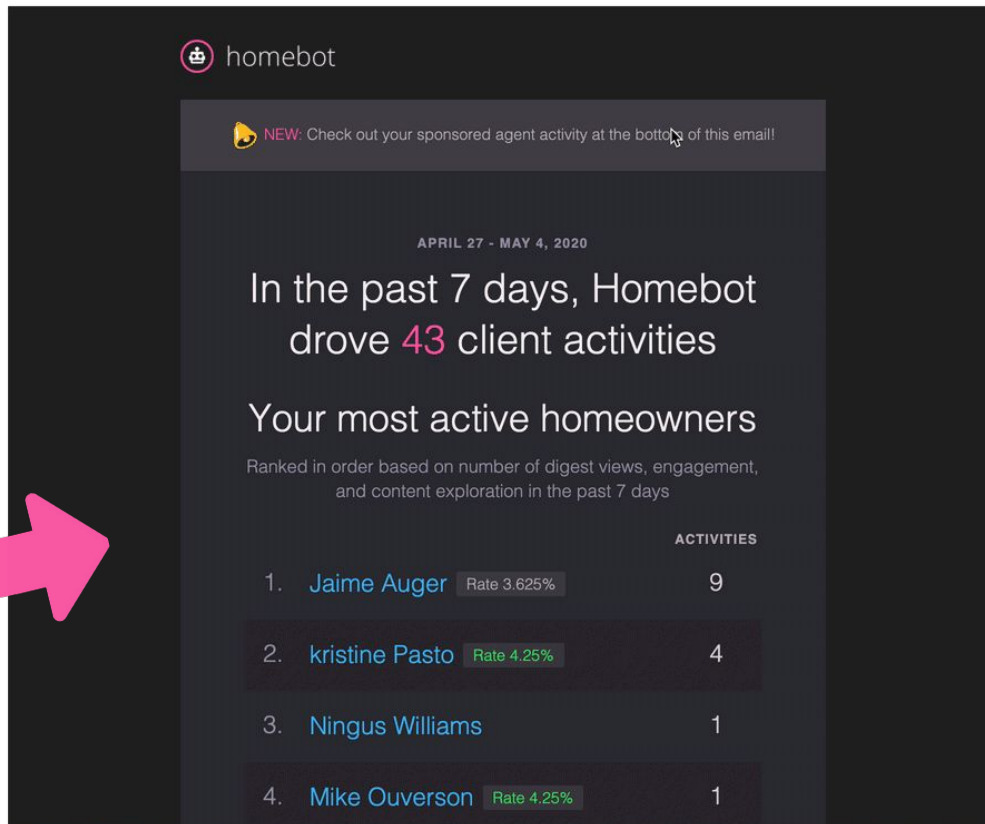 homebot
NEW: Check out your sponsored agent activity at the bottom of this email!
APRIL 27 - MAY 4, 2020
In the past 7 days, Homebot
drove 43 client activities
Your most active homeowners
Ranked in order based on number of digest views, engagement,
and content exploration in the past 7 days
ACTIVITIES
1. Jaime Auger Rate 3.625% 9
2. kristine Pasto Rate 4.25% 4
3. Ningus Williams 1
4. Mike Ouverson Rate 4.25% 1